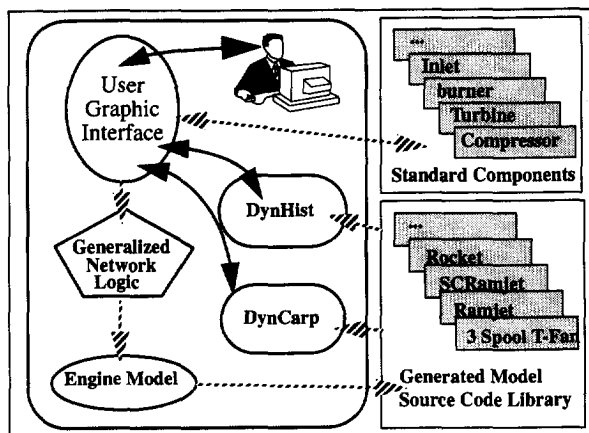 User
Graphic
Interface
Generalized
Network
Logic
Engine Model
DynHist
DynCarp
...
Inlet
burner
Turbine
Compressor
Standard Components
...
Rocket
SCRamjet
Ramjet
3 Spool T-Fan
Generated Model
Source Code Library